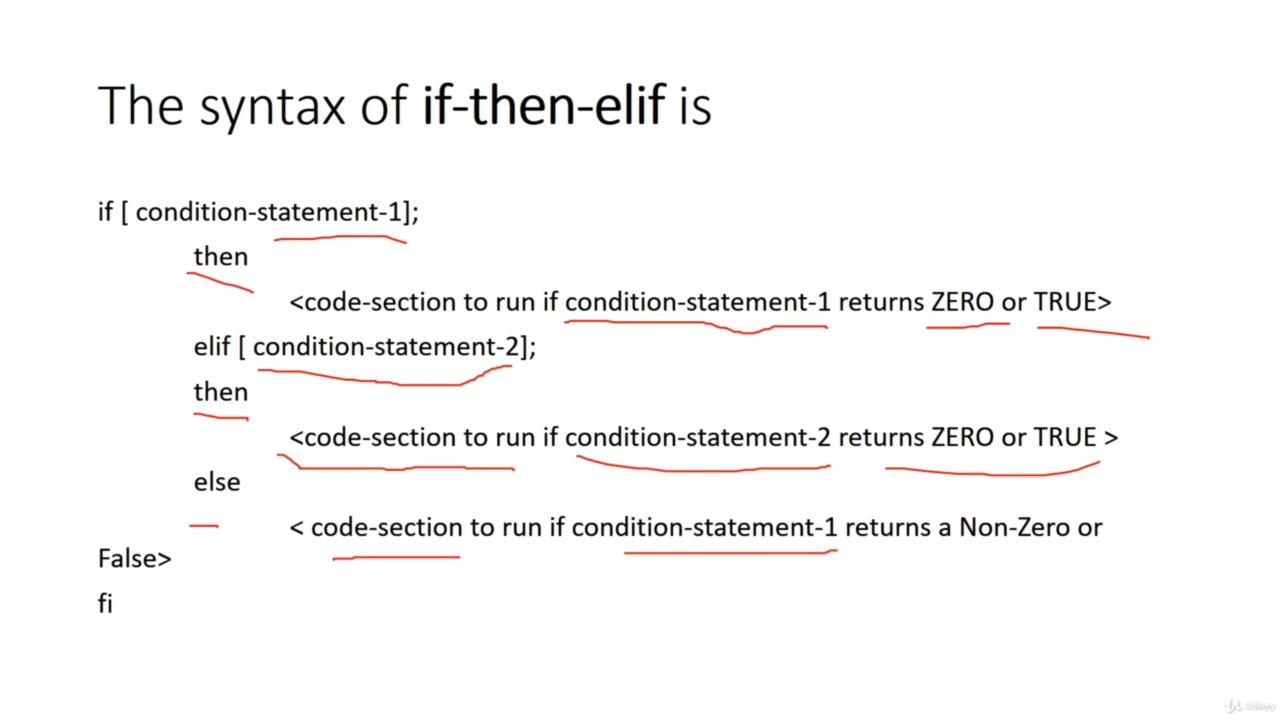 The syntax of if-then-elif is
if [ condition-statement-1];
then
<code-section to run if condition-statement-1 returns ZERO or TRUE>
elif [ condition-statement-2];
then
<code-section to run if condition-statement-2 returns ZERO or TRUE >
else
< code-section to run if condition-statement-1 returns a Non-Zero or
False>
fi
Udemy